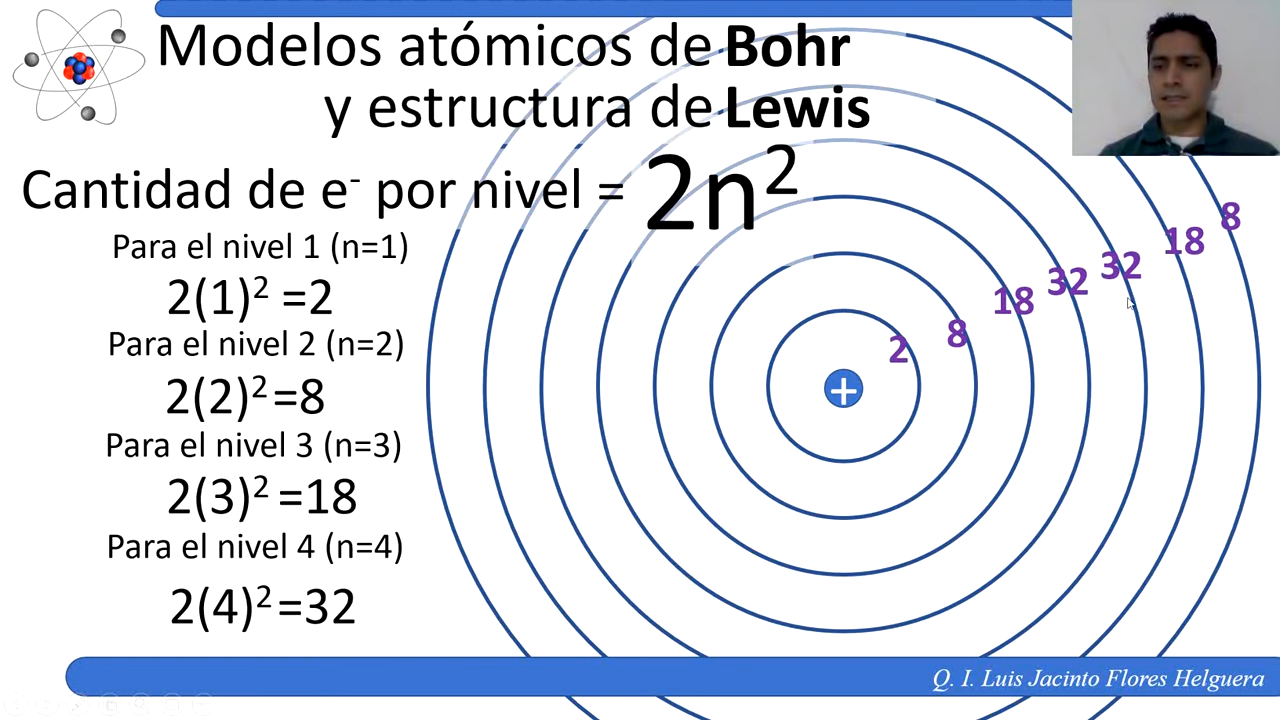 Modelos atómicos de Bohr
y estructura de Lewis
Cantidad de e⁻ por nivel = 2n²
Para el nivel 1 (n=1)
2(1)² =2
Para el nivel 2 (n=2)
2(2)²=8
Para el nivel 3 (n=3)
2(3)² =18
Para el nivel 4 (n=4)
2(4)²=32
2 8 18 32 32 18 8
+
Q. I. Luis Jacinto Flores Helguera